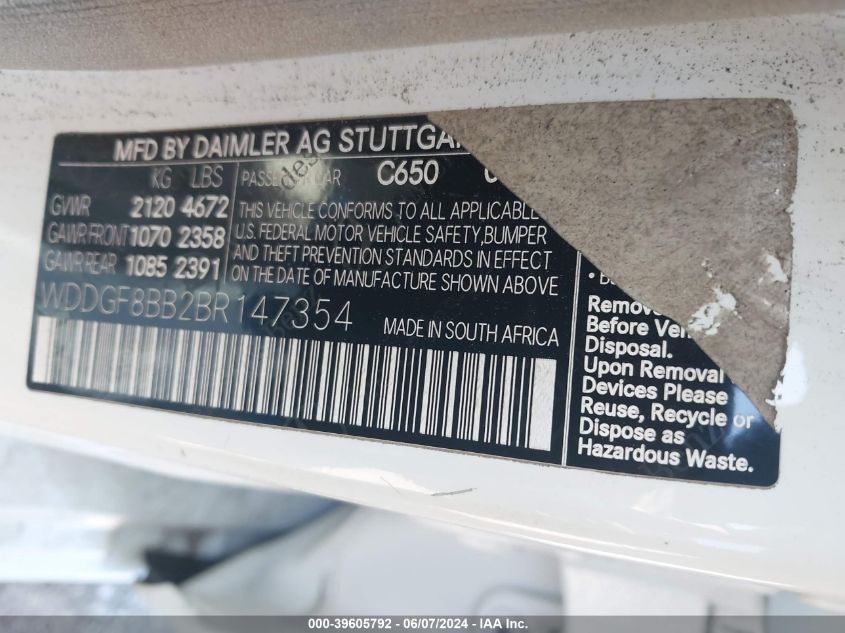 MFD BY DAIMLER AG STUTTGA
KG LBS
PASSENGER CAR C650
GVWR 2120 4672
GAWR FRONT 1070 2358
GAWR REAR 1085 2391
THIS VEHICLE CONFORMS TO ALL APPLICABLE
U.S. FEDERAL MOTOR VEHICLE SAFETY, BUMPER
AND THEFT PREVENTION STANDARDS IN EFFECT
ON THE DATE OF MANUFACTURE SHOWN ABOVE
WDDGF8BB2BR147354
MADE IN SOUTH AFRICA
Remov
Before Veh
Disposal.
Upon Removal
Devices Please
Reuse, Recycle or
Dispose as
Hazardous Waste.
000-39605792 - 06/07/2024 - IAA Inc.